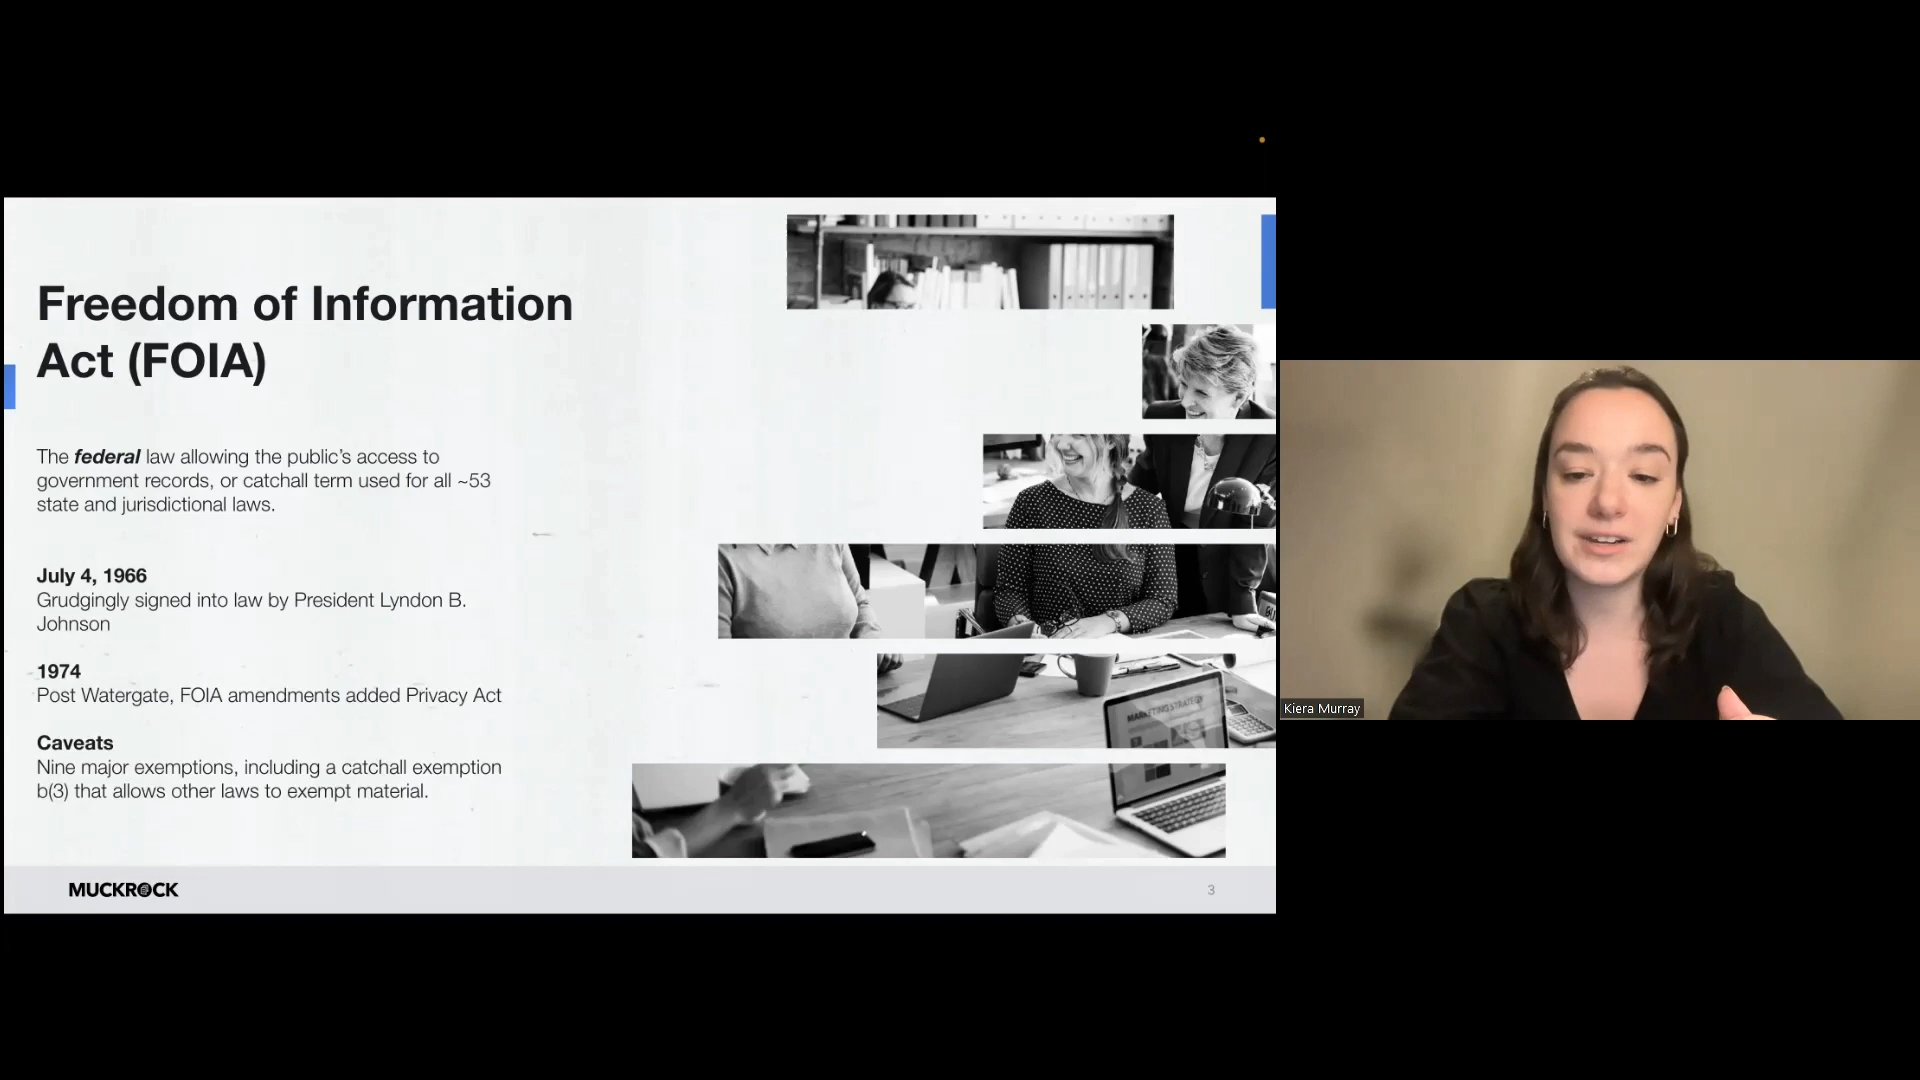 Freedom of Information
Act (FOIA)
The federal law allowing the public’s access to
government records, or catchall term used for all ~53
state and jurisdictional laws.
July 4, 1966
Grudgingly signed into law by President Lyndon B.
Johnson
1974
Post Watergate, FOIA amendments added Privacy Act
Caveats
Nine major exemptions, including a catchall exemption
b(3) that allows other laws to exempt material.
MARKETING STRATEGY
MUCKROCK
3
Kiera Murray